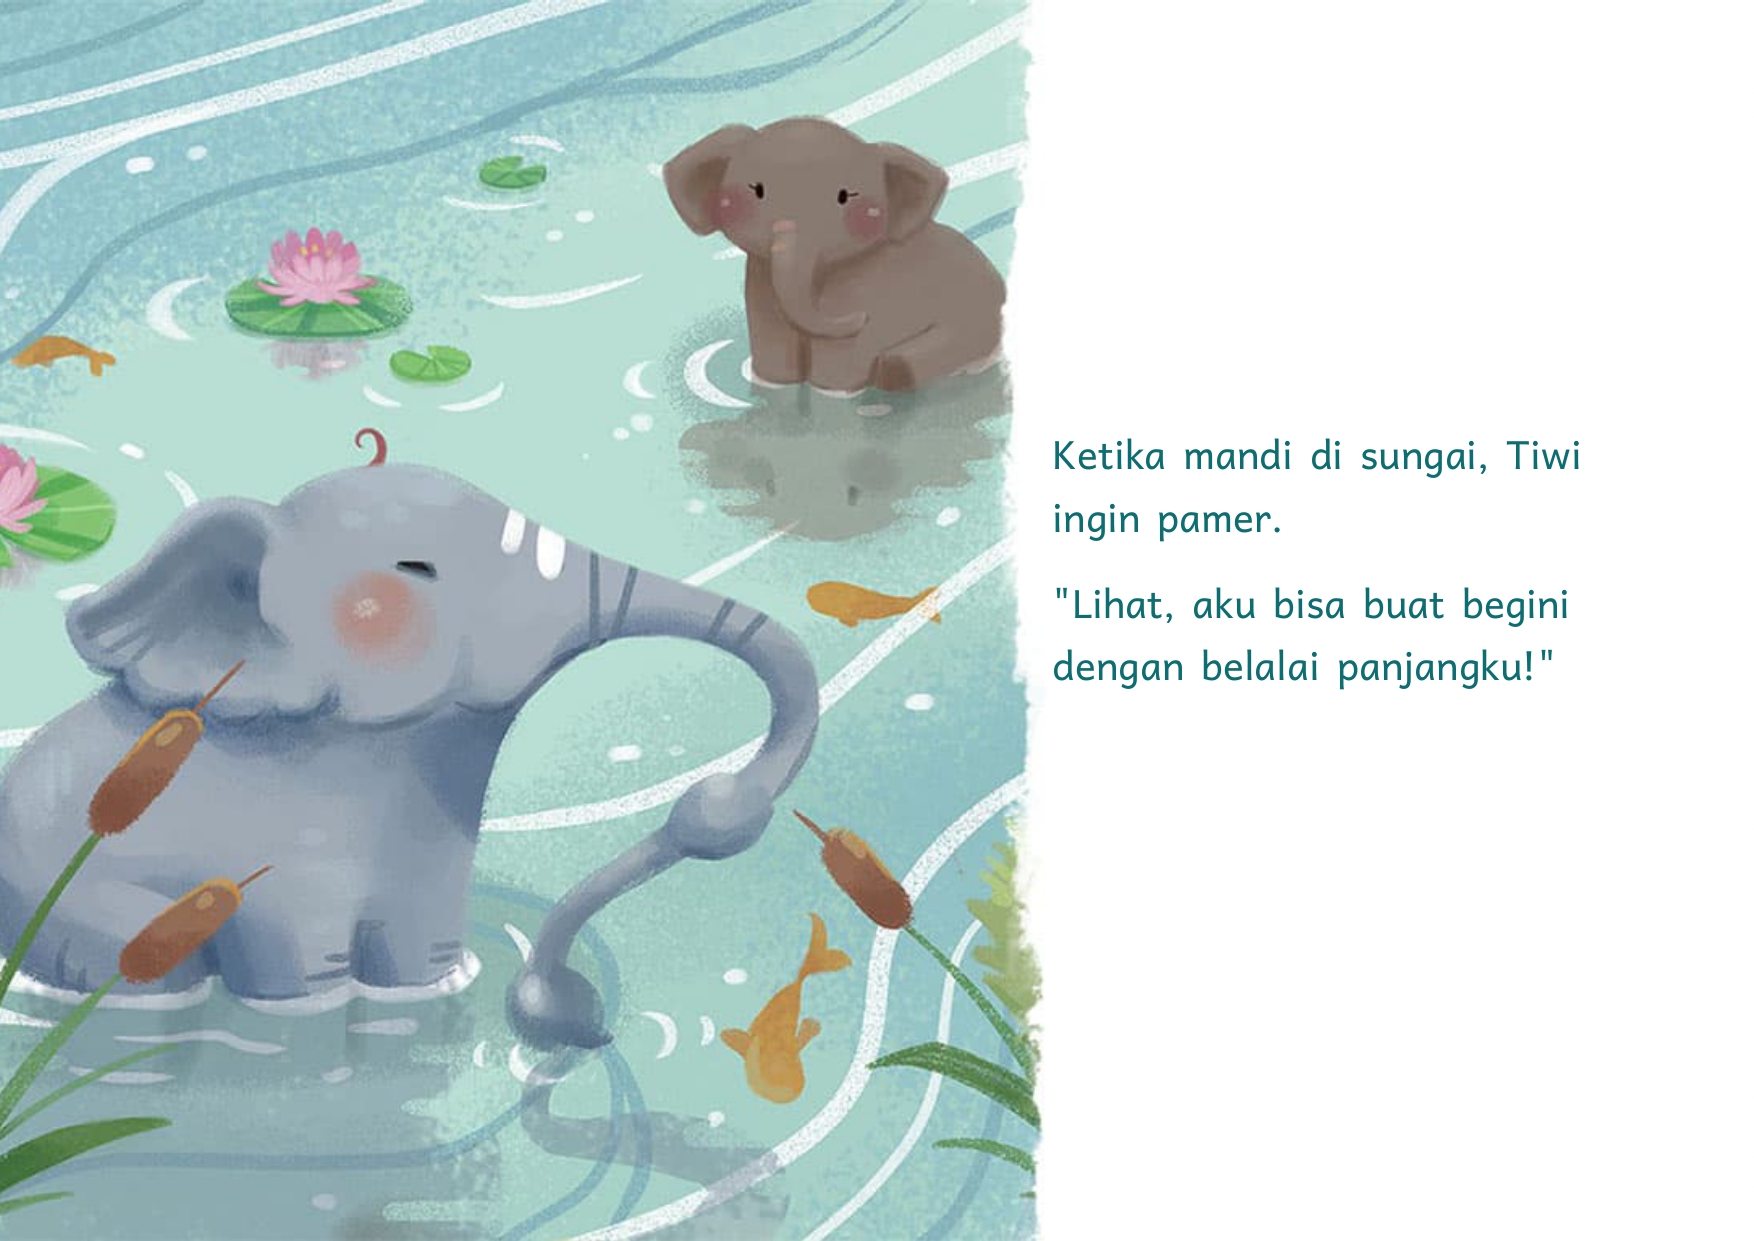 Ketika mandi di sungai, Tiwi
ingin pamer.
"Lihat, aku bisa buat begini
dengan belalai panjangku!"